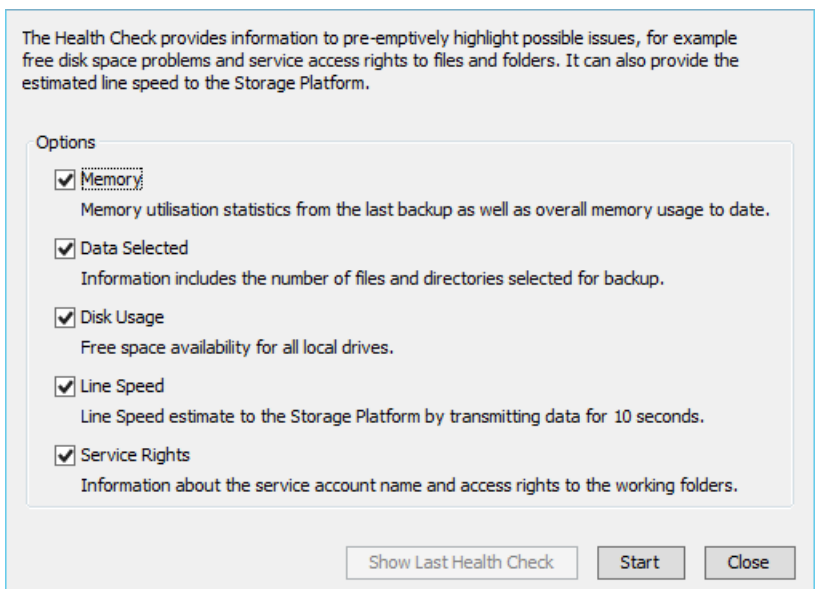 The Health Check provides information to pre-emptively highlight possible issues, for example
free disk space problems and service access rights to files and folders. It can also provide the
estimated line speed to the Storage Platform.
Options
Memory
Memory utilisation statistics from the last backup as well as overall memory usage to date.
Data Selected
Information includes the number of files and directories selected for backup.
Disk Usage
Free space availability for all local drives.
Line Speed
Line Speed estimate to the Storage Platform by transmitting data for 10 seconds.
Service Rights
Information about the service account name and access rights to the working folders.
Show Last Health Check Start Close